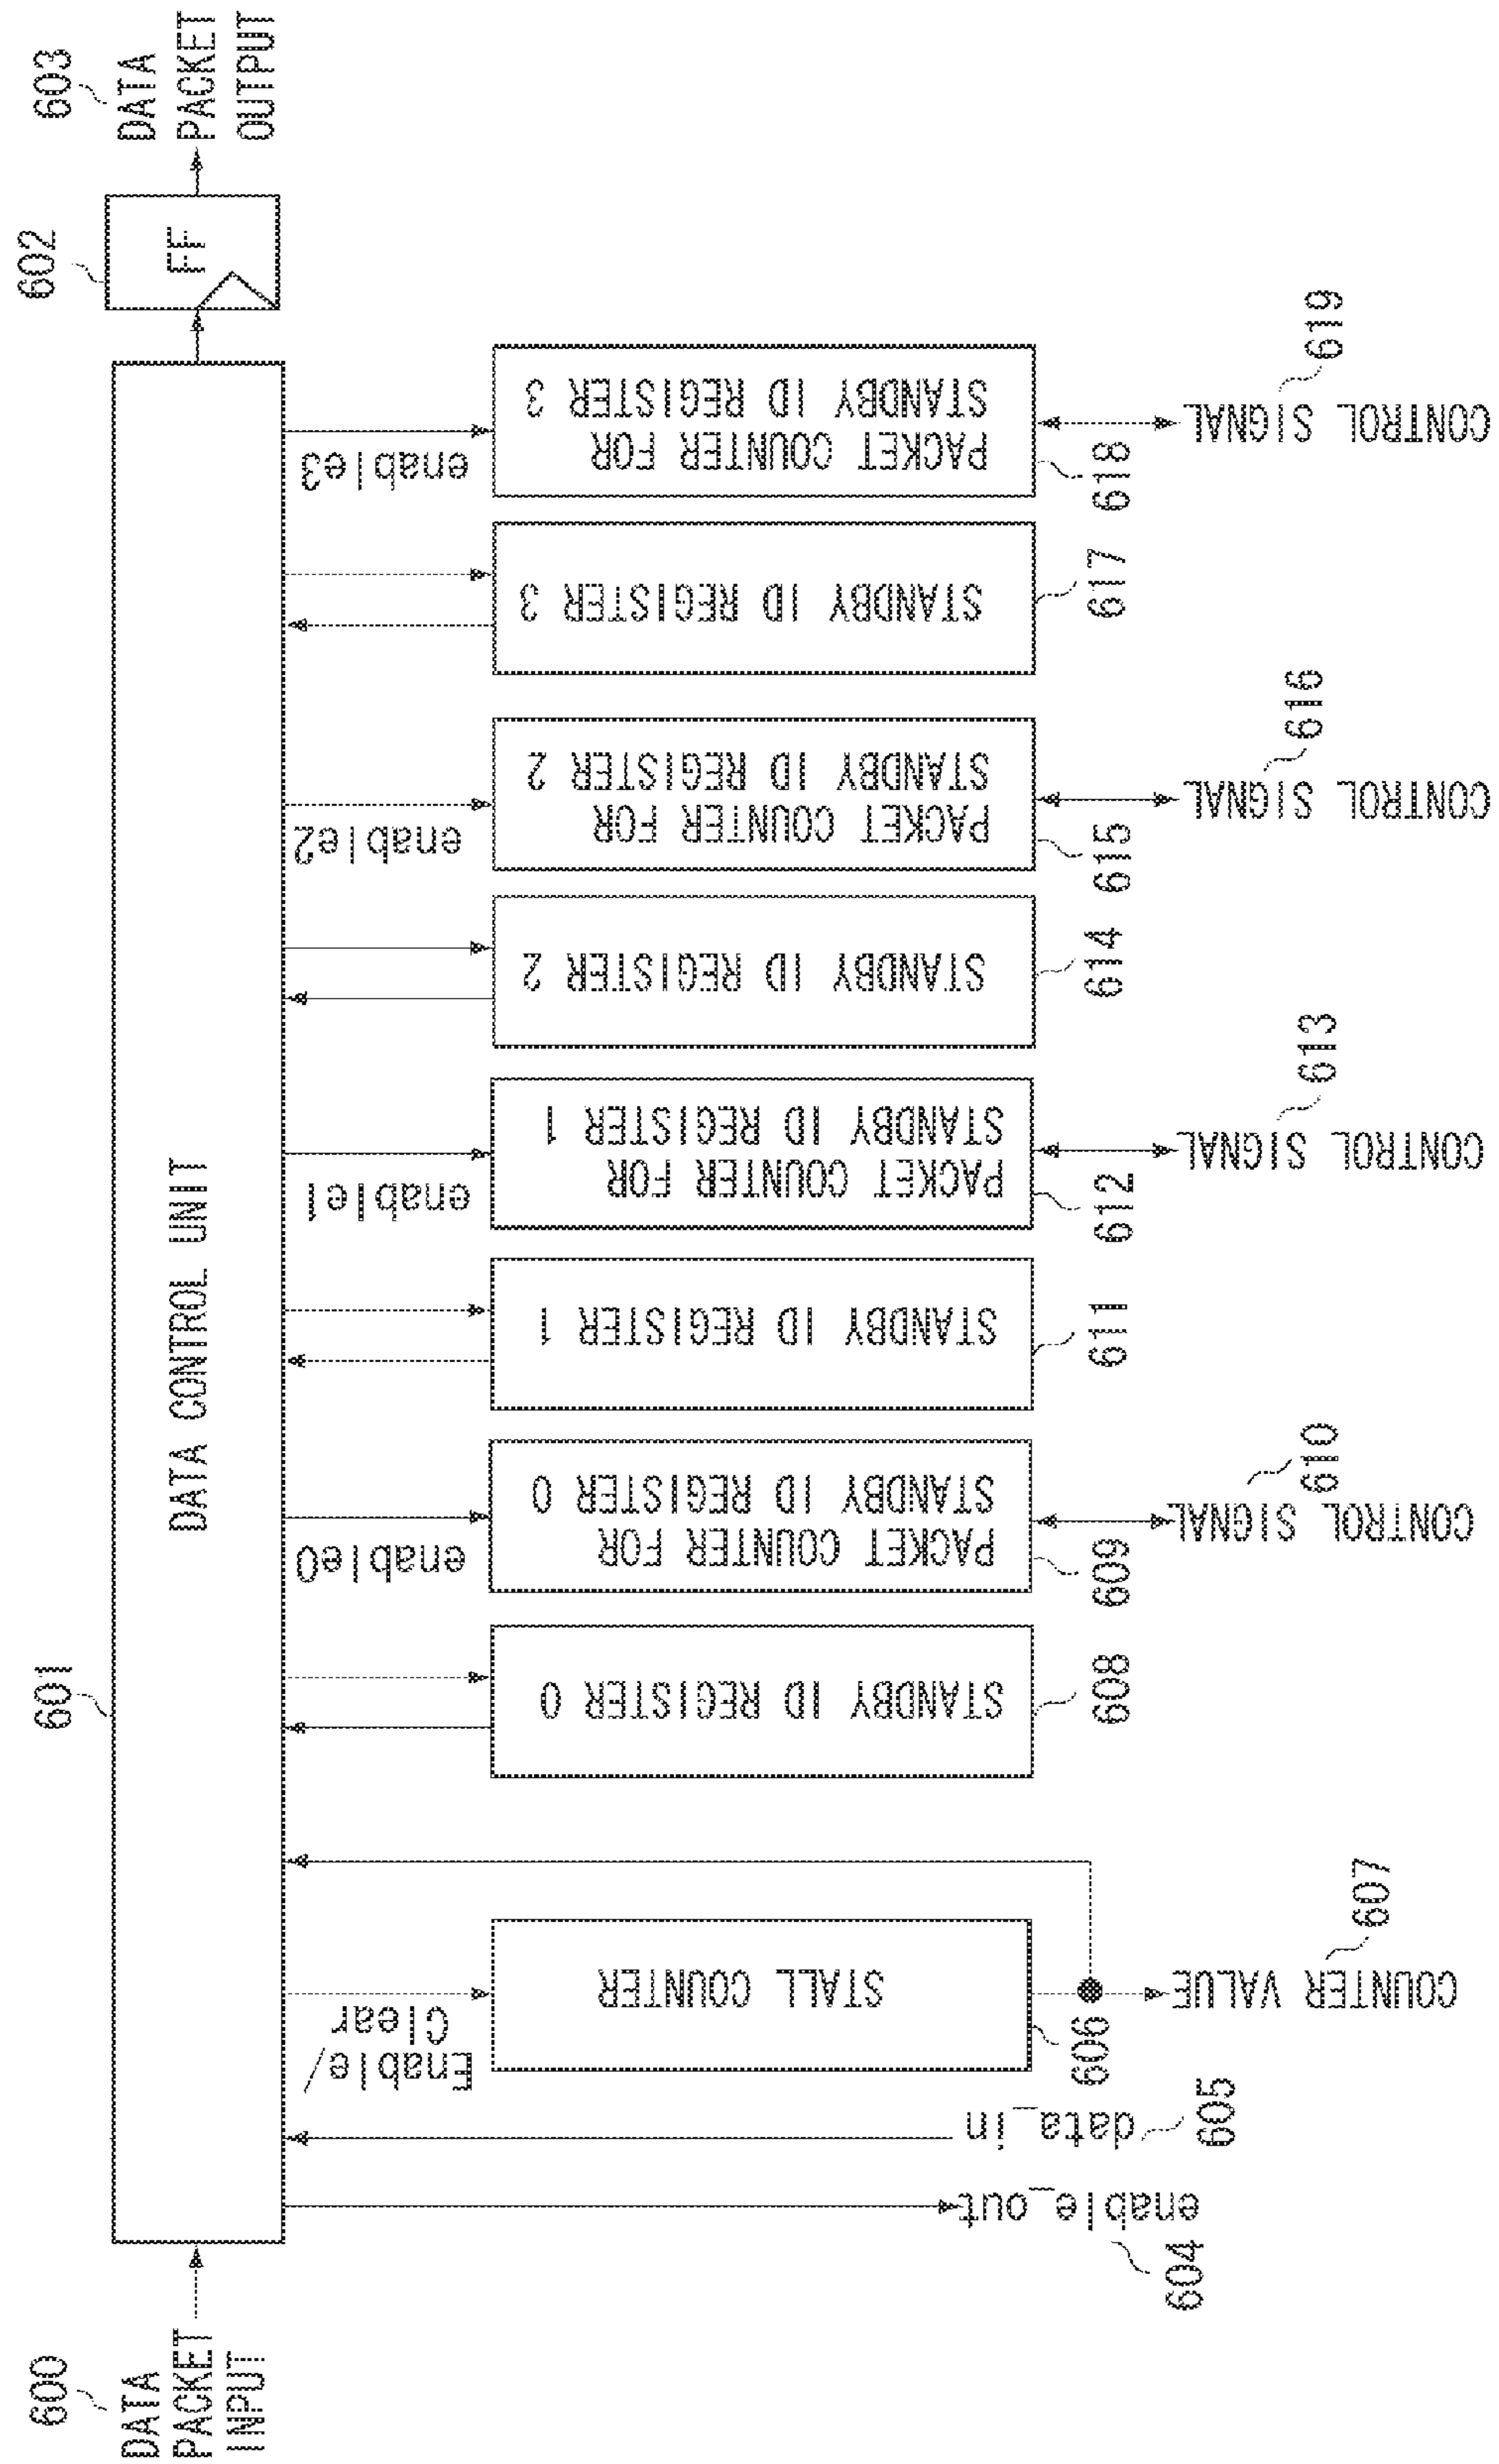 600
DATA
PACKET
INPUT
601
DATA CONTROL UNIT
602
FF
603
DATA
PACKET
OUTPUT
enable_out
604
data_in
605
Enable/
Clear
STALL COUNTER
606
COUNTER VALUE
607
STANDBY ID REGISTER 0
608
enable0
PACKET COUNTER FOR
STANDBY ID REGISTER 0
609
CONTROL SIGNAL
610
STANDBY ID REGISTER 1
611
enable1
PACKET COUNTER FOR
STANDBY ID REGISTER 1
612
CONTROL SIGNAL
613
STANDBY ID REGISTER 2
614
enable2
PACKET COUNTER FOR
STANDBY ID REGISTER 2
615
CONTROL SIGNAL
616
STANDBY ID REGISTER 3
617
enable3
PACKET COUNTER FOR
STANDBY ID REGISTER 3
618
CONTROL SIGNAL
619